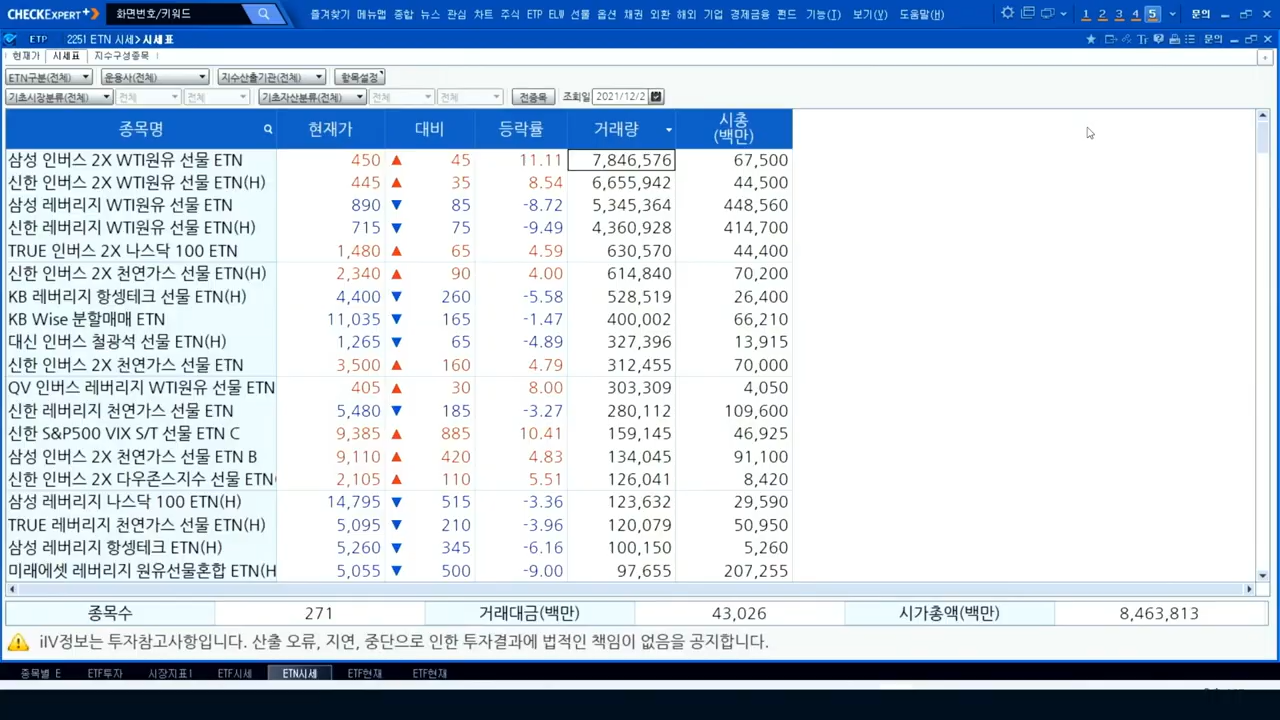 CHECKEXPERT+ 화면번호/키워드 즐겨찾기 메뉴맵 종합 뉴스 관심 차트 주식 ETP ELW 선물 옵션 채권 외환 해외 기업 경제금융 펀드 기능(I) 보기(V) 도움말(H) 1 2 3 4 5 문의
ETP 2251 ETN 시세>시세표 문의
현재가 시세표 지수구성종목
ETN구분(전체) 운용사(전체) 지수산출기관(전체) 항목설정
기초시장분류(전체) 전체 전체 기초자산분류(전체) 전체 전체 전종목 조회일 2021/12/2
종목명 현재가 대비 등락률 거래량 시총(백만)
삼성 인버스 2X WTI원유 선물 ETN 450 ▲ 45 11.11 7,846,576 67,500
신한 인버스 2X WTI원유 선물 ETN(H) 445 ▲ 35 8.54 6,655,942 44,500
삼성 레버리지 WTI원유 선물 ETN 890 ▼ 85 -8.72 5,345,364 448,560
신한 레버리지 WTI원유 선물 ETN(H) 715 ▼ 75 -9.49 4,360,928 414,700
TRUE 인버스 2X 나스닥 100 ETN 1,480 ▲ 65 4.59 630,570 44,400
신한 인버스 2X 천연가스 선물 ETN(H) 2,340 ▲ 90 4.00 614,840 70,200
KB 레버리지 항셍테크 선물 ETN(H) 4,400 ▼ 260 -5.58 528,519 26,400
KB Wise 분할매매 ETN 11,035 ▼ 165 -1.47 400,002 66,210
대신 인버스 철광석 선물 ETN(H) 1,265 ▼ 65 -4.89 327,396 13,915
신한 인버스 2X 천연가스 선물 ETN 3,500 ▲ 160 4.79 312,455 70,000
QV 인버스 레버리지 WTI원유 선물 ETN 405 ▲ 30 8.00 303,309 4,050
신한 레버리지 천연가스 선물 ETN 5,480 ▼ 185 -3.27 280,112 109,600
신한 S&P500 VIX S/T 선물 ETN C 9,385 ▲ 885 10.41 159,145 46,925
삼성 인버스 2X 천연가스 선물 ETN B 9,110 ▲ 420 4.83 134,045 91,100
신한 인버스 2X 다우존스지수 선물 ETN( 2,105 ▲ 110 5.51 126,041 8,420
삼성 레버리지 나스닥 100 ETN(H) 14,795 ▼ 515 -3.36 123,632 29,590
TRUE 레버리지 천연가스 선물 ETN(H) 5,095 ▼ 210 -3.96 120,079 50,950
삼성 레버리지 항셍테크 ETN(H) 5,260 ▼ 345 -6.16 100,150 5,260
미래에셋 레버리지 원유선물혼합 ETN(H 5,055 ▼ 500 -9.00 97,655 207,255
종목수 271 거래대금(백만) 43,026 시가총액(백만) 8,463,813
iIV정보는 투자참고사항입니다. 산출 오류, 지연, 중단으로 인한 투자결과에 법적인 책임이 없음을 공지합니다.
종목별 E ETF투자 시장지표I ETF시세 ETN시세 ETF현재 ETF현재